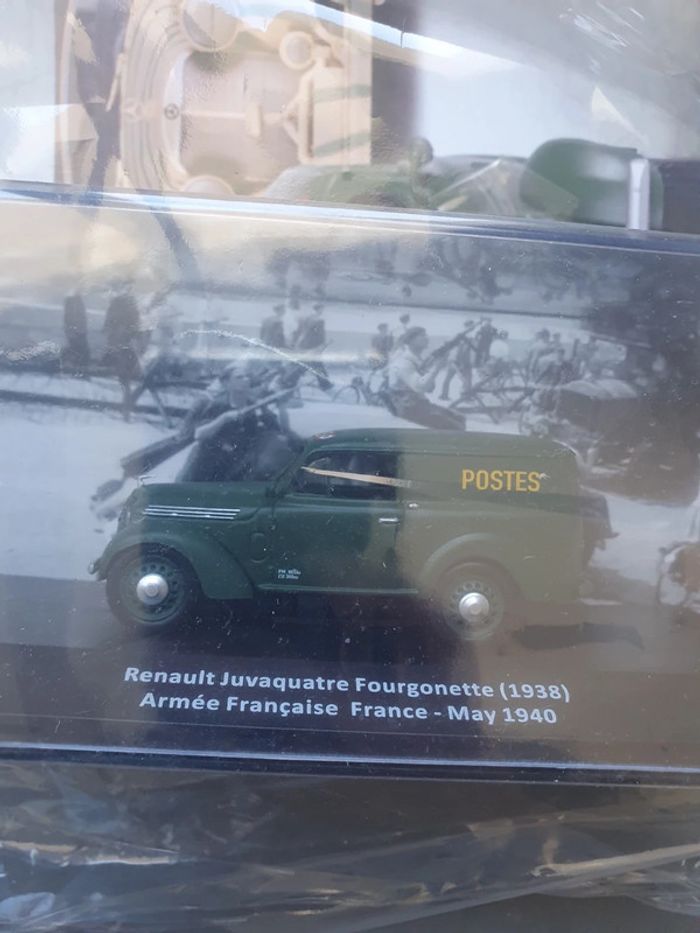 POSTES
Renault Juvaquatre Fourgonette (1938)
Armée Française France - May 1940